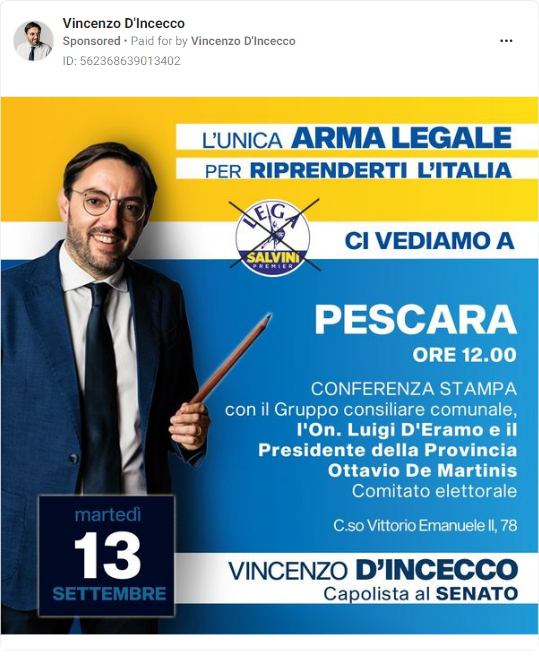 Vincenzo D'Incecco
Sponsored • Paid for by Vincenzo D'Incecco
ID: 562368639013402
L'UNICA ARMA LEGALE
PER RIPRENDERTI L'ITALIA
LEGA
SALVINI
PREMIER
CI VEDIAMO A
PESCARA
ORE 12.00
CONFERENZA STAMPA
con il Gruppo consiliare comunale,
l'On. Luigi D'Eramo e il
Presidente della Provincia
Ottavio De Martinis
Comitato elettorale
C.so Vittorio Emanuele II, 78
martedì
13
SETTEMBRE
VINCENZO D'INCECCO
Capolista al SENATO